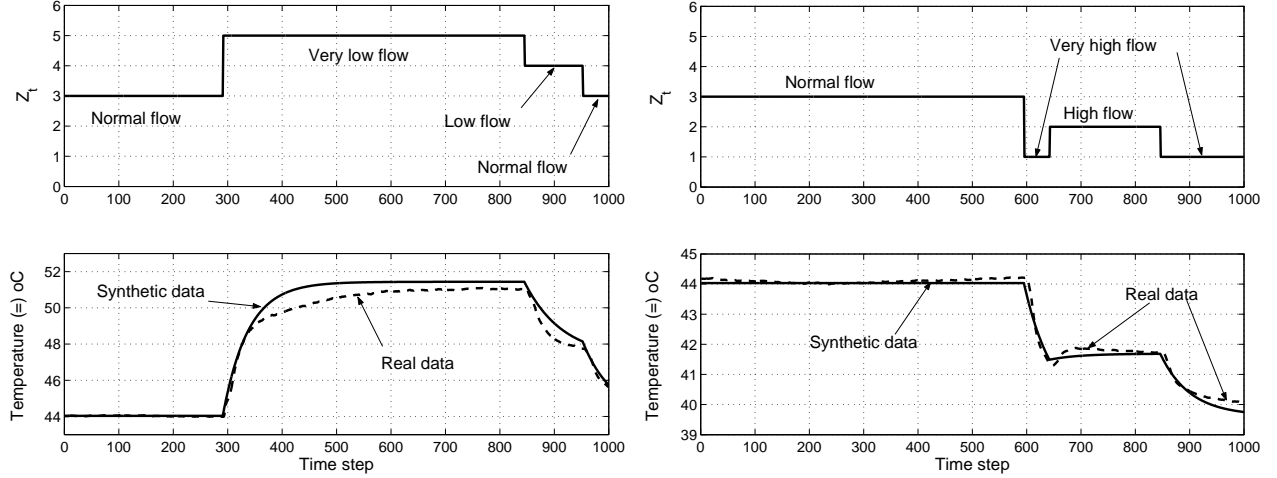 6
5
4
3
2
1
0
Z_t
Very low flow
Normal flow
Low flow
Normal flow
0 100 200 300 400 500 600 700 800 900 1000
6
5
4
3
2
1
0
Z_t
Very high flow
Normal flow
High flow
0 100 200 300 400 500 600 700 800 900 1000
52
50
48
46
44
Temperature (=) oC
Synthetic data
Real data
0 100 200 300 400 500 600 700 800 900 1000
Time step
45
44
43
42
41
40
39
Temperature (=) oC
Real data
Synthetic data
0 100 200 300 400 500 600 700 800 900 1000
Time step